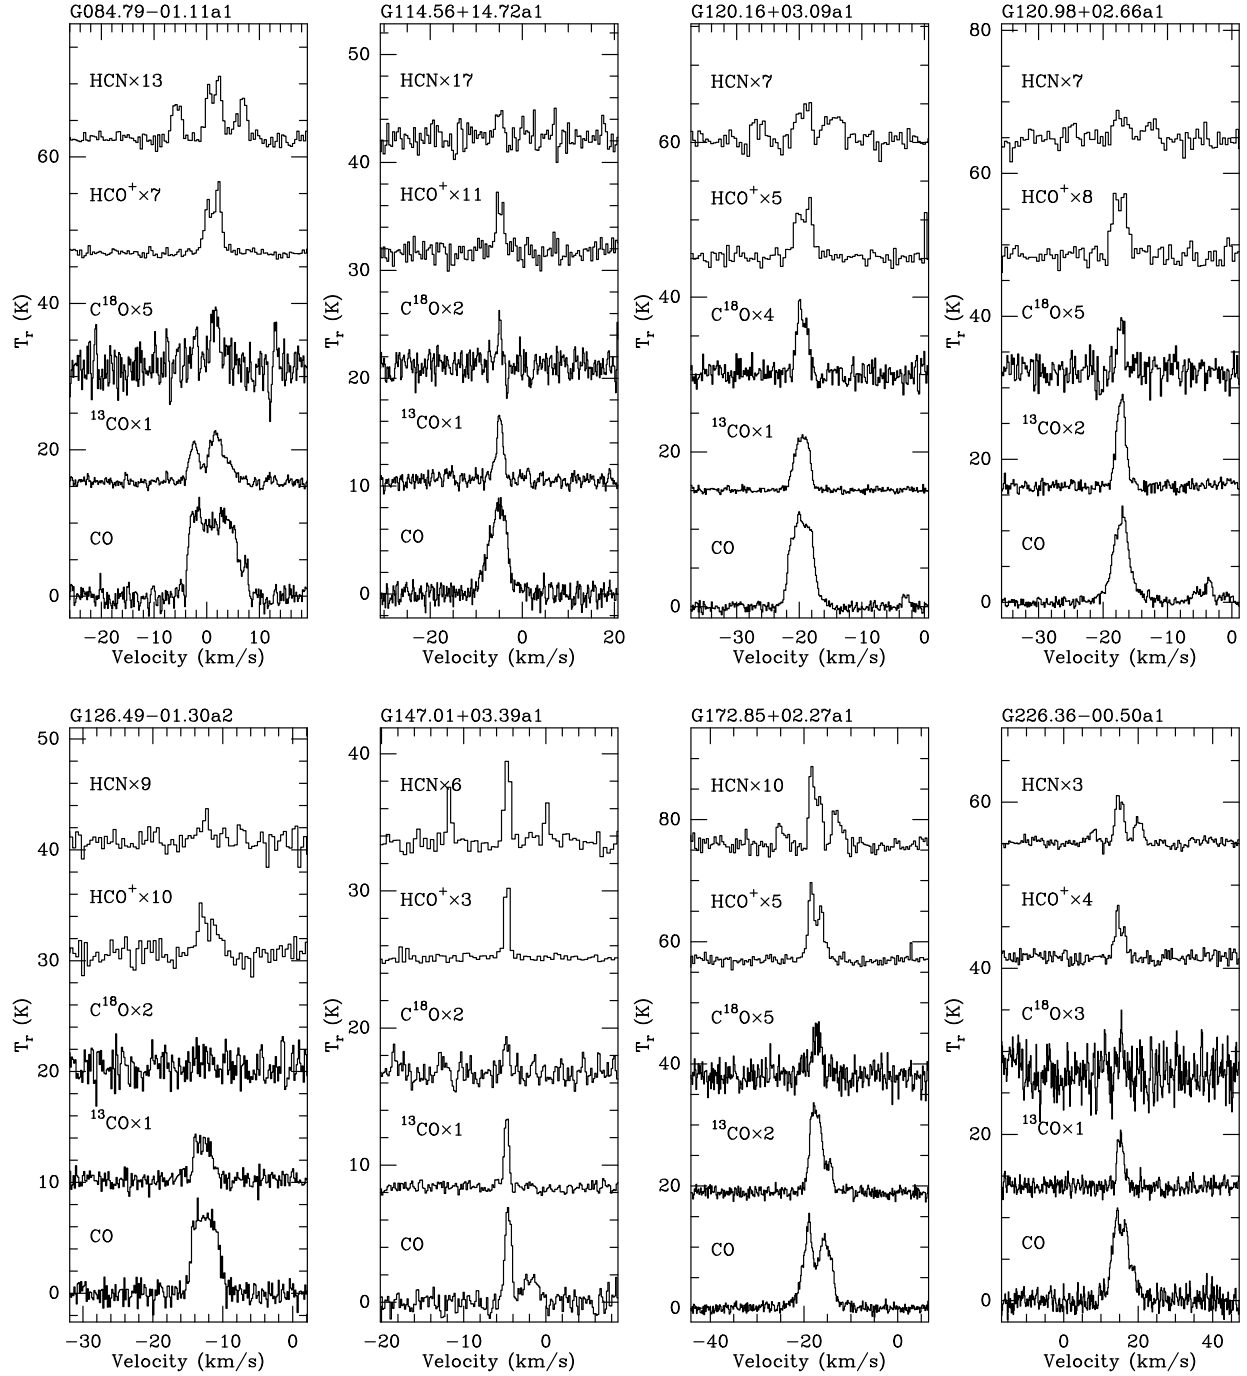 G084.79−01.11a1
HCN×13
HCO⁺×7
C¹⁸O×5
¹³CO×1
CO
60
40
20
0
Tᵣ (K)
−20 −10 0 10
Velocity (km/s)
G114.56+14.72a1
HCN×17
HCO⁺×11
C¹⁸O×2
¹³CO×1
CO
50
40
30
20
10
0
Tᵣ (K)
−20 0 20
Velocity (km/s)
G120.16+03.09a1
HCN×7
HCO⁺×5
C¹⁸O×4
¹³CO×1
CO
60
40
20
0
Tᵣ (K)
−30 −20 −10 0
Velocity (km/s)
G120.98+02.66a1
HCN×7
HCO⁺×8
C¹⁸O×5
¹³CO×2
CO
80
60
40
20
0
Tᵣ (K)
−30 −20 −10 0
Velocity (km/s)
G126.49−01.30a2
HCN×9
HCO⁺×10
C¹⁸O×2
¹³CO×1
CO
50
40
30
20
10
0
Tᵣ (K)
−30 −20 −10 0
Velocity (km/s)
G147.01+03.39a1
HCN×6
HCO⁺×3
C¹⁸O×2
¹³CO×1
CO
40
30
20
10
0
Tᵣ (K)
−20 −10 0
Velocity (km/s)
G172.85+02.27a1
HCN×10
HCO⁺×5
C¹⁸O×5
¹³CO×2
CO
80
60
40
20
0
Tᵣ (K)
−40 −20 0
Velocity (km/s)
G226.36−00.50a1
HCN×3
HCO⁺×4
C¹⁸O×3
¹³CO×1
CO
60
40
20
0
Tᵣ (K)
0 20 40
Velocity (km/s)